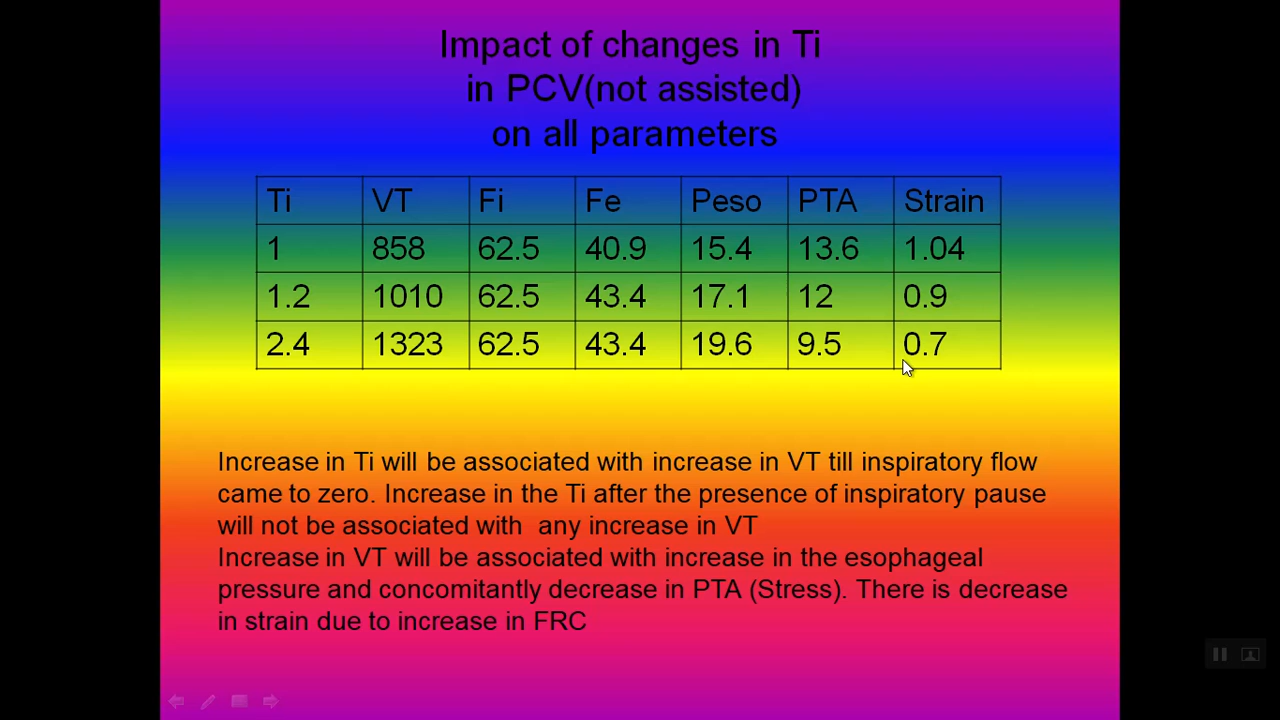 Impact of changes in Ti
in PCV(not assisted)
on all parameters
Ti VT Fi Fe Peso PTA Strain
1 858 62.5 40.9 15.4 13.6 1.04
1.2 1010 62.5 43.4 17.1 12 0.9
2.4 1323 62.5 43.4 19.6 9.5 0.7
Increase in Ti will be associated with increase in VT till inspiratory flow
came to zero. Increase in the Ti after the presence of inspiratory pause
will not be associated with any increase in VT
Increase in VT will be associated with increase in the esophageal
pressure and concomitantly decrease in PTA (Stress). There is decrease
in strain due to increase in FRC